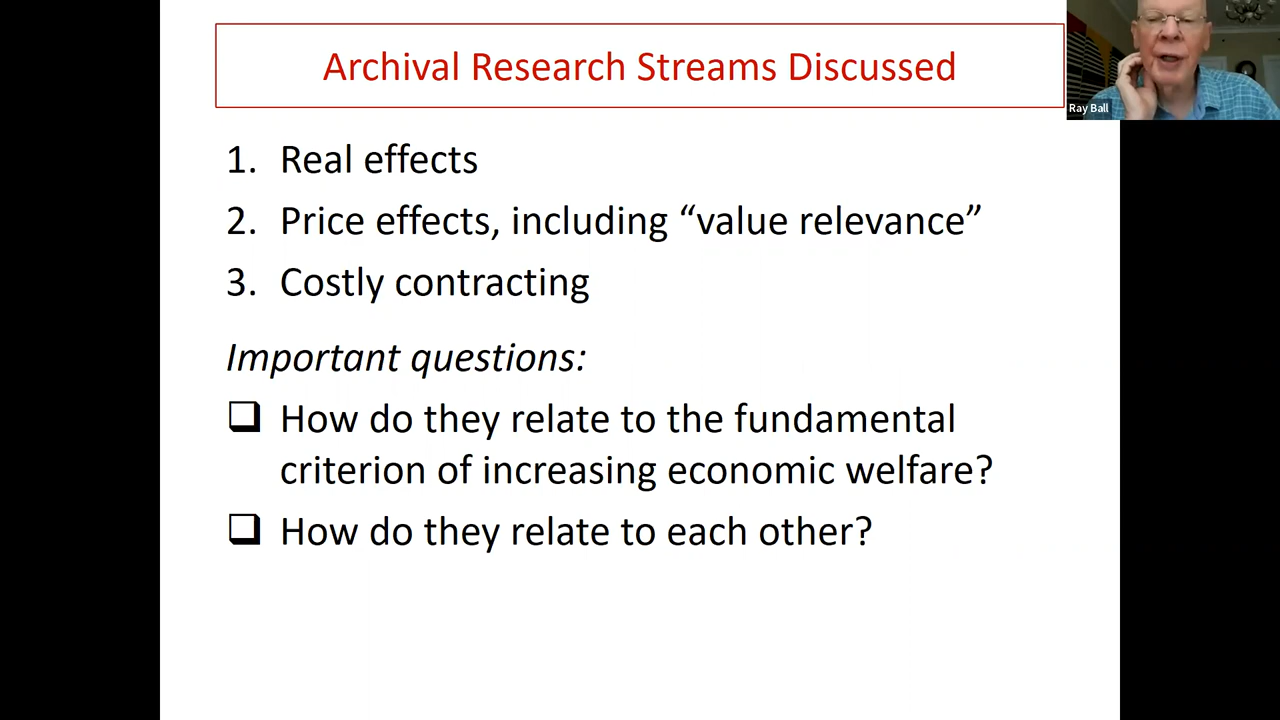 Archival Research Streams Discussed
Ray Ball
1. Real effects
2. Price effects, including “value relevance”
3. Costly contracting
Important questions:
How do they relate to the fundamental
criterion of increasing economic welfare?
How do they relate to each other?